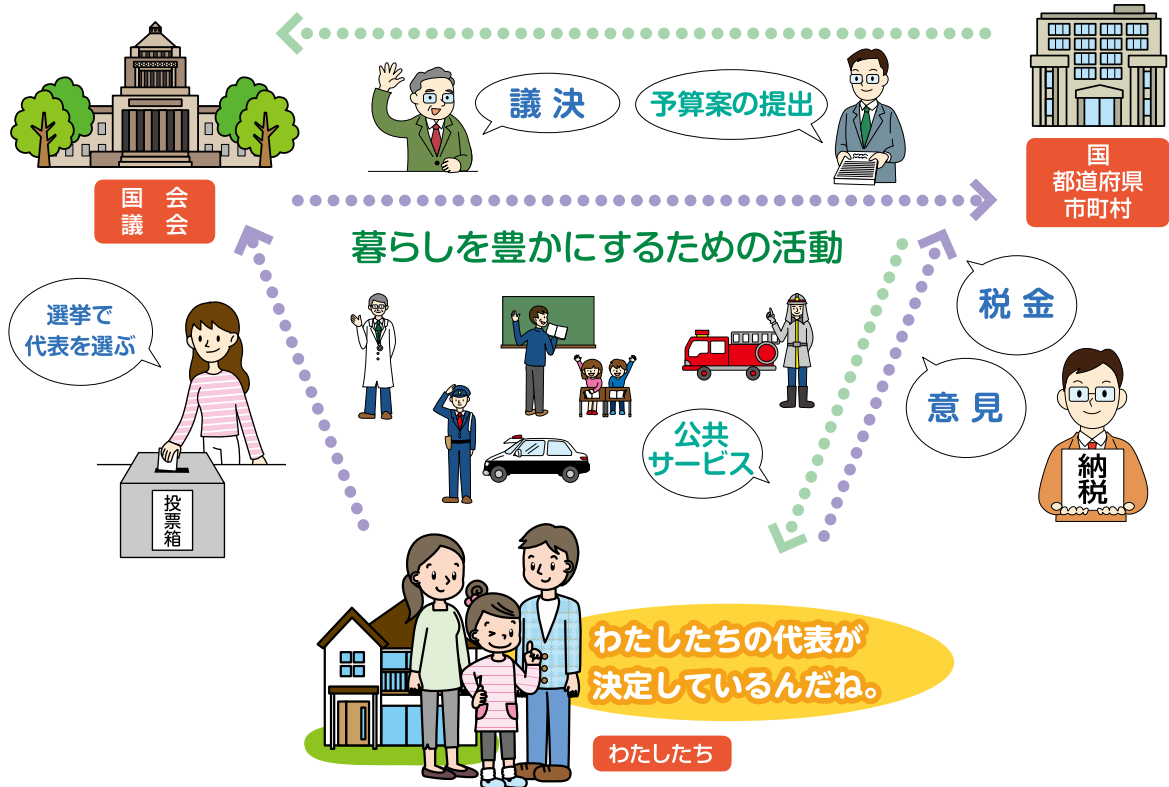 議決
予算案の提出
国会
議会
国
都道府県
市町村
暮らしを豊かにするための活動
選挙で
代表を選ぶ
税金
意見
公共
サービス
納税
投票箱
わたしたちの代表が
決定しているんだね。
わたしたち